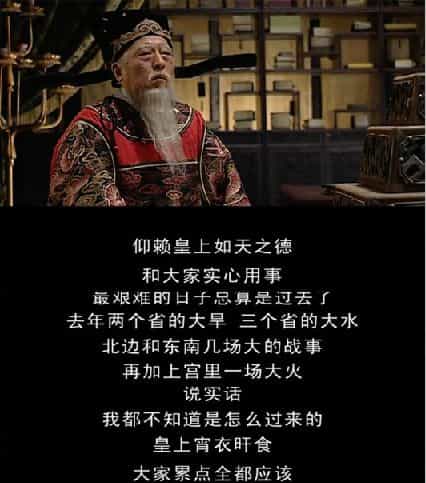 仰赖皇上如天之德
和大家实心用事
最艰难的日子总算是过去了
去年两个省的大旱 三个省的大水
北边和东南几场大的战事
再加上宫里一场大火
说实话
我都不知道是怎么过来的
皇上宵衣旰食
大家累点全都应该